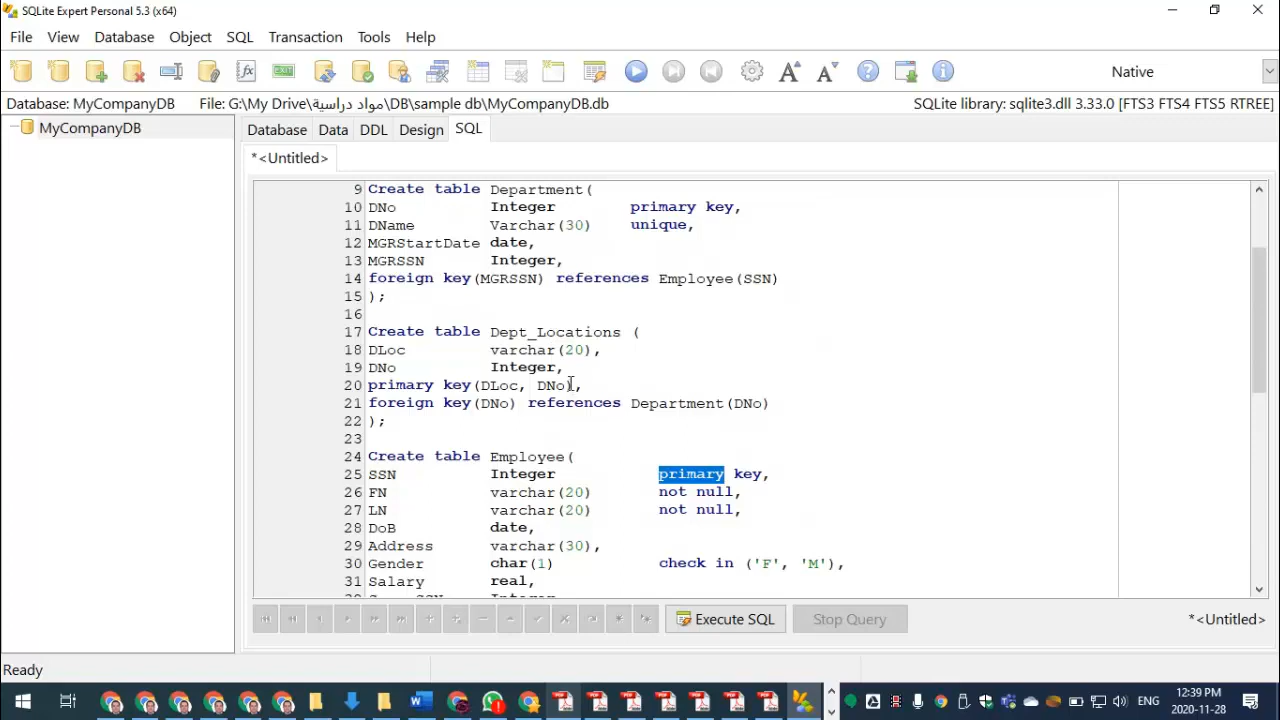 SQLite Expert Personal 5.3 (x64)
File View Database Object SQL Transaction Tools Help
Native
Database: MyCompanyDB File: G:\My Drive\مواد دراسية\DB\sample db\MyCompanyDB.db SQLite library: sqlite3.dll 3.33.0 [FTS3 FTS4 FTS5 RTREE]
MyCompanyDB
Database Data DDL Design SQL
*<Untitled>
9 Create table Department(
10 DNo Integer primary key,
11 DName Varchar(30) unique,
12 MGRStartDate date,
13 MGRSSN Integer,
14 foreign key(MGRSSN) references Employee(SSN)
15 );
16
17 Create table Dept_Locations (
18 DLoc varchar(20),
19 DNo Integer,
20 primary key(DLoc, DNo),
21 foreign key(DNo) references Department(DNo)
22 );
23
24 Create table Employee(
25 SSN Integer primary key,
26 FN varchar(20) not null,
27 LN varchar(20) not null,
28 DoB date,
29 Address varchar(30),
30 Gender char(1) check in ('F', 'M'),
31 Salary real,
Execute SQL Stop Query *<Untitled>
Ready
ENG 12:39 PM
2020-11-28